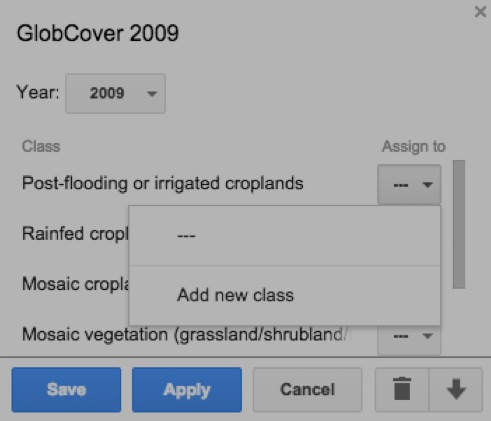 GlobCover 2009
Year: 2009
Class Assign to
Post-flooding or irrigated croplands ---
---
Rainfed cropl
Add new class
Mosaic cropla
Mosaic vegetation (grassland/shrubland/ ---
Save Apply Cancel